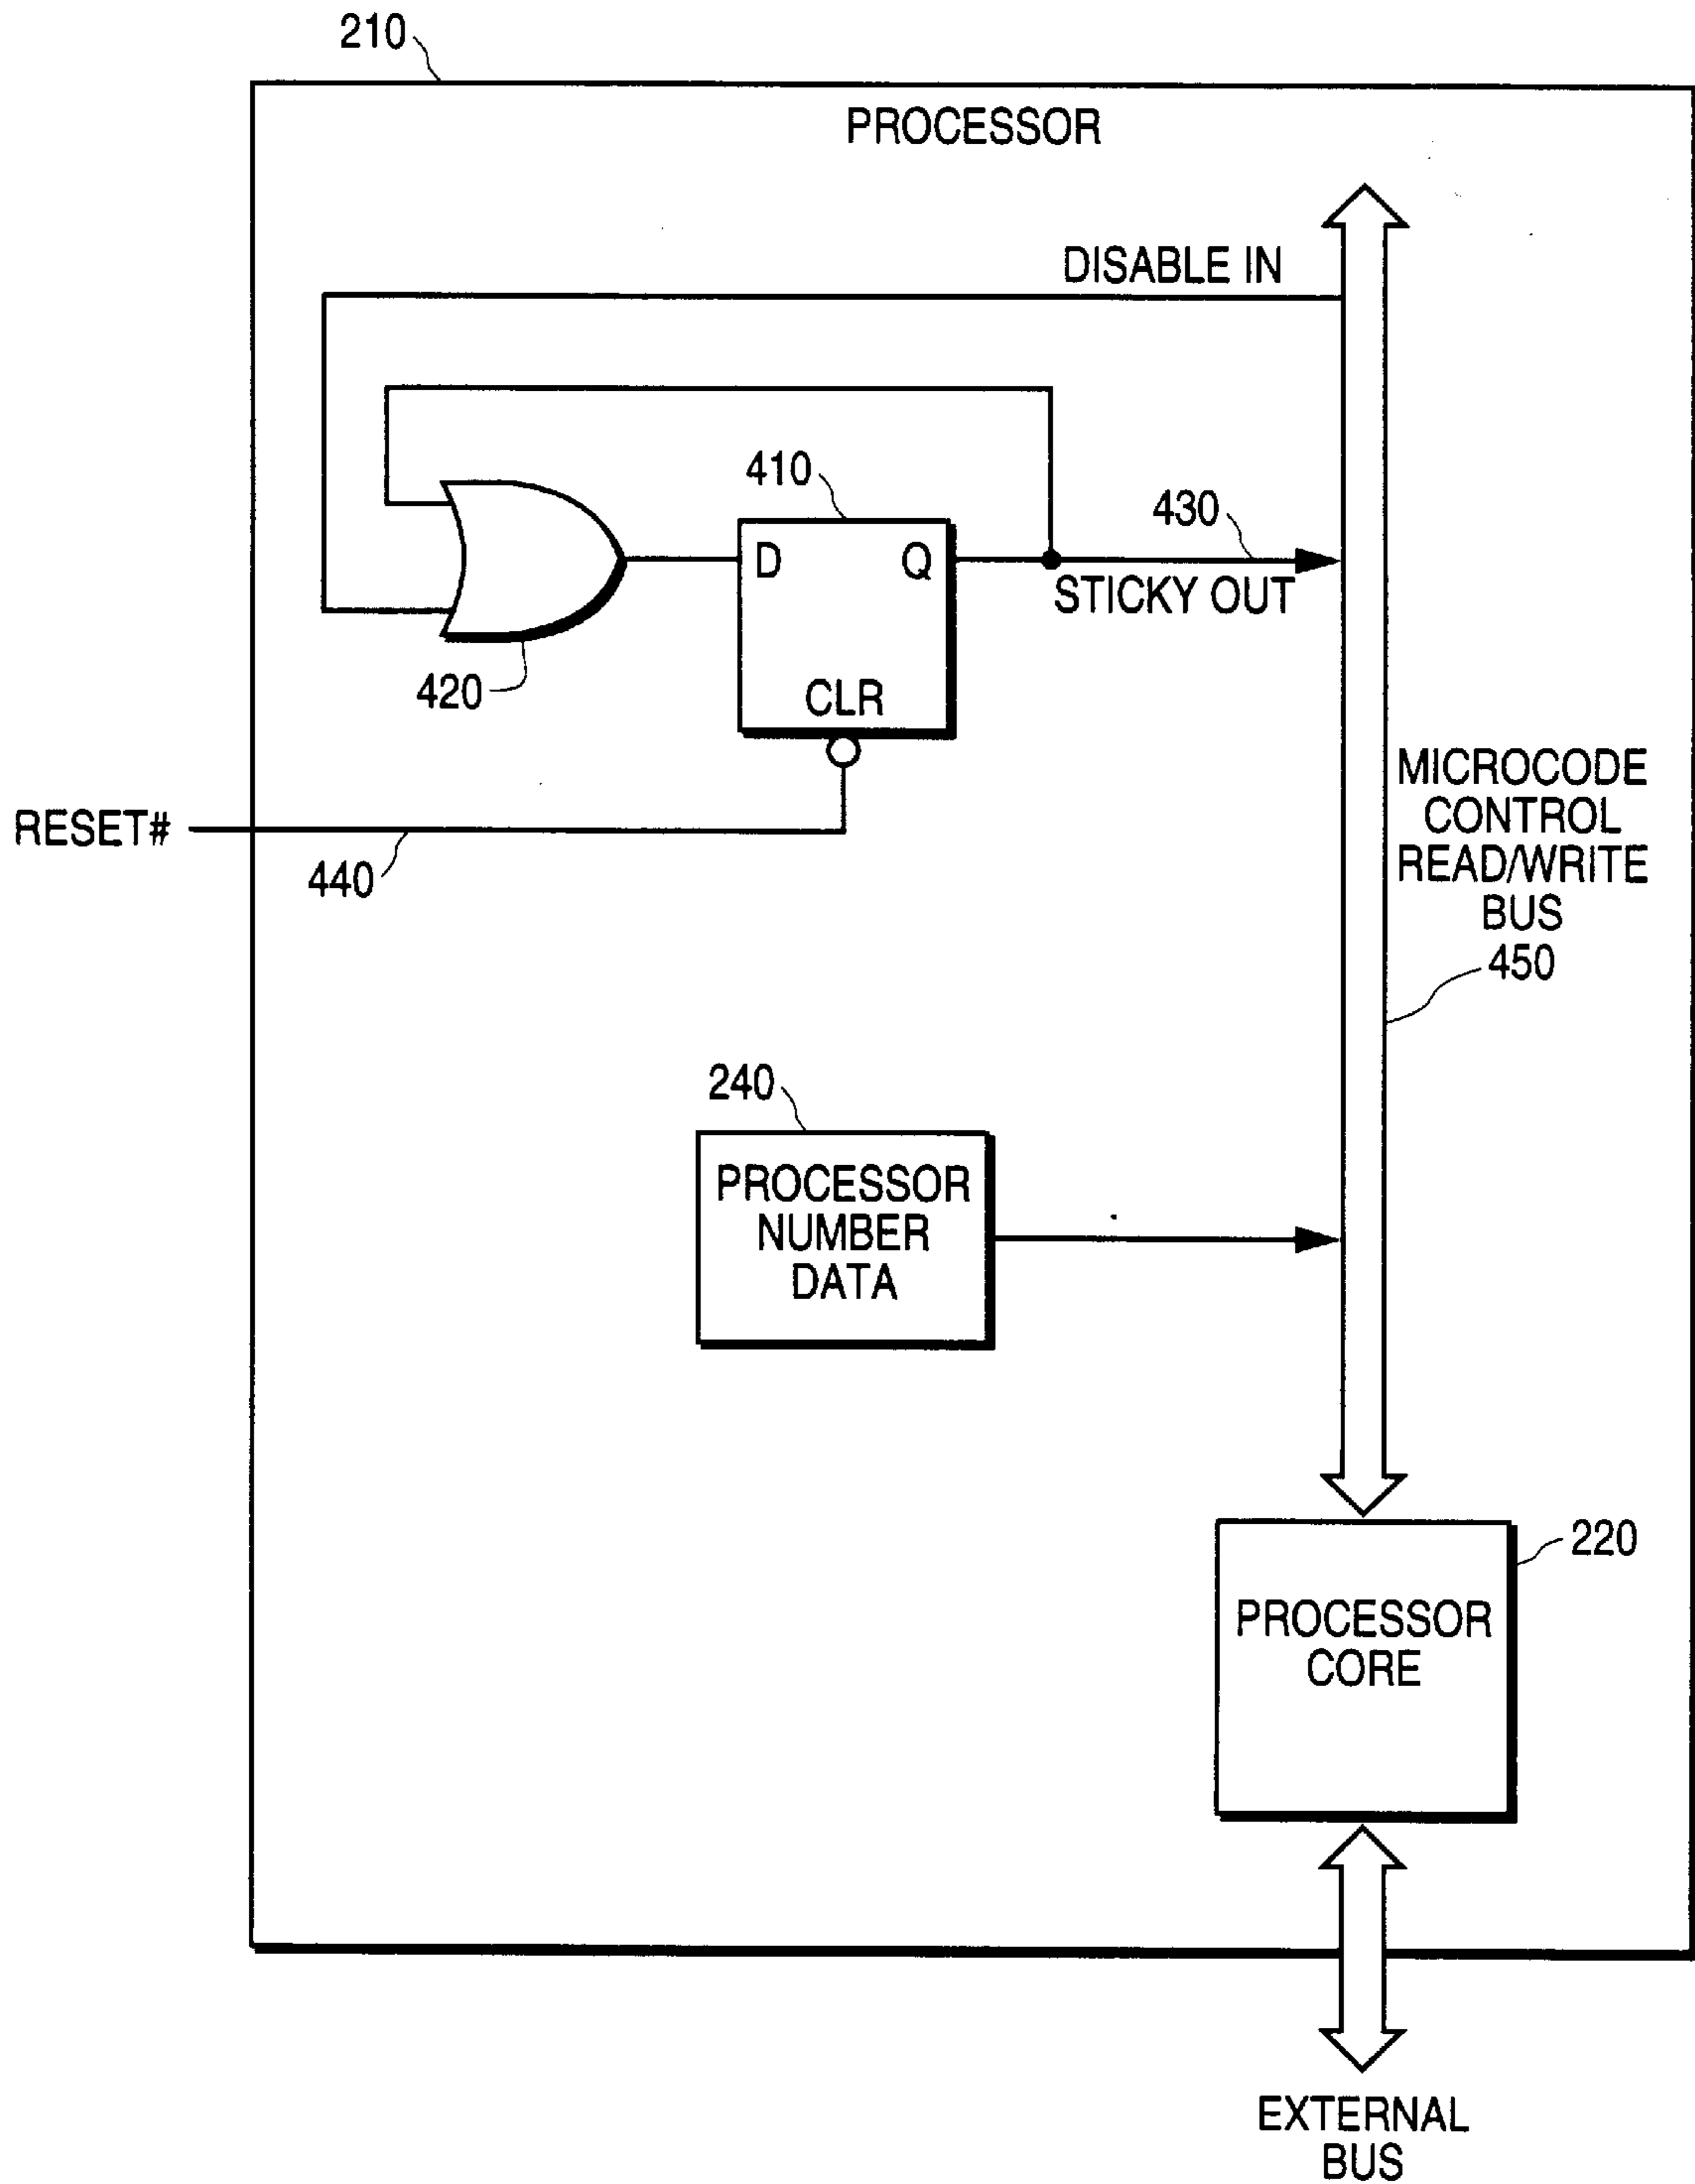 210
PROCESSOR
DISABLE IN
410
430
D
Q
STICKY OUT
420
CLR
MICROCODE
CONTROL
READ/WRITE
BUS
450
RESET#
440
240
PROCESSOR
NUMBER
DATA
220
PROCESSOR
CORE
EXTERNAL
BUS